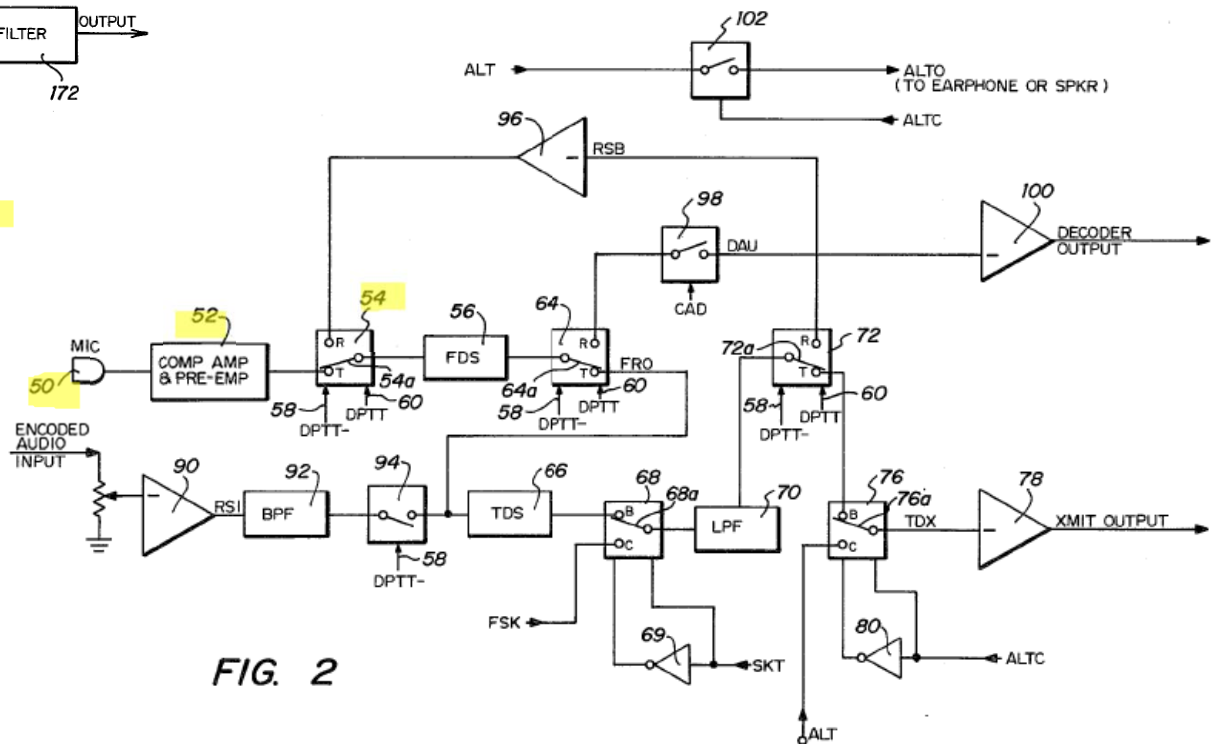 FILTER
OUTPUT
172
102
ALT
ALTO
(TO EARPHONE OR SPKR)
ALTC
96
RSB
98
DAU
CAD
100
DECODER
OUTPUT
MIC
50
52
COMP AMP
& PRE-EMP
54
R
T
54a
58
60
DPTT-
DPTT
56
FDS
64
R
T
64a
FRO
58
60
DPTT-
DPTT
72
72a
R
T
58
60
DPTT-
DPTT
ENCODED
AUDIO
INPUT
90
RSI
92
BPF
94
58
DPTT-
66
TDS
68
B
68a
C
70
LPF
76
B
76a
C
TDX
78
XMIT OUTPUT
FSK
69
SKT
80
ALTC
ALT
FIG. 2